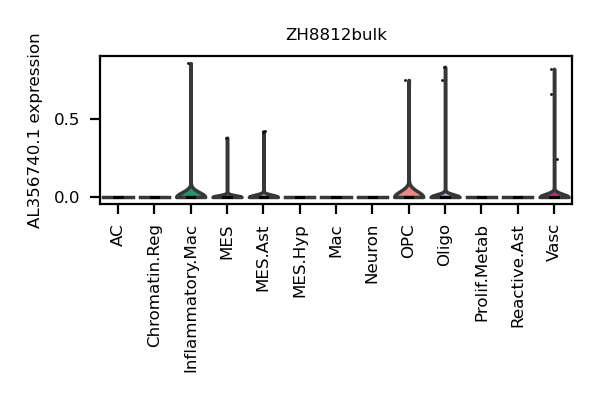 ZH8812bulk
AL356740.1 expression
0.5
0.0
AC
Chromatin.Reg
Inflammatory.Mac
MES
MES.Ast
MES.Hyp
Mac
Neuron
OPC
Oligo
Prolif.Metab
Reactive.Ast
Vasc